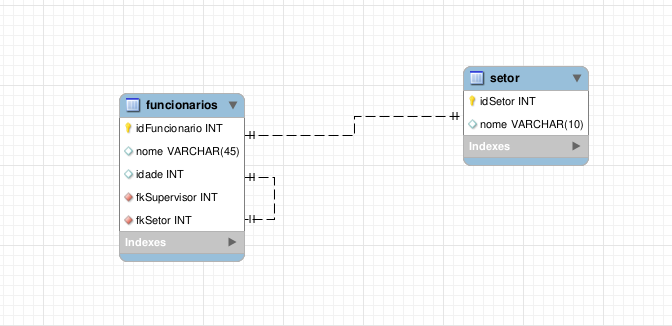 funcionarios
idFuncionario INT
nome VARCHAR(45)
idade INT
fkSupervisor INT
fkSetor INT
Indexes
setor
idSetor INT
nome VARCHAR(10)
Indexes